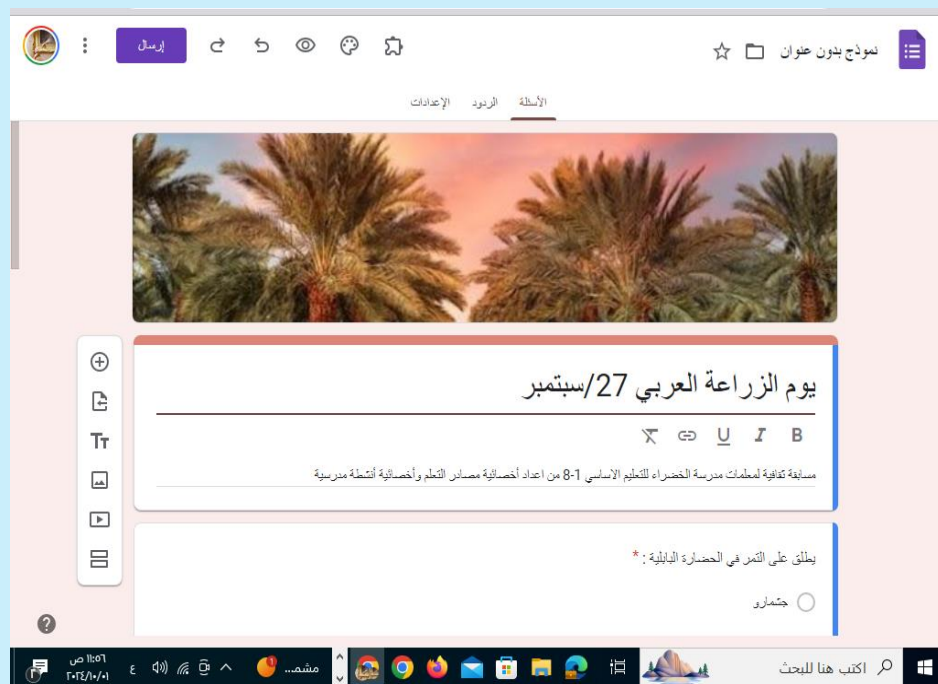 نموذج بدون عنوان
إرسال
الأسئلة الردود الإعدادات
يوم الزراعة العربي 27/سبتمبر
B I U
مسابقة ثقافية لمعلمات مدرسة الخضراء للتعليم الاساسي 1-8 من اعداد أخصائية مصادر التعلم وأخصائية أنشطة مدرسية
Tт
يطلق على التمر في الحضارة البابلية : *
جشمارو
اكتب هنا للبحث
مشمـ...
ع
١١:٥٦ ص
٢٠٢٤/١٠/٠١